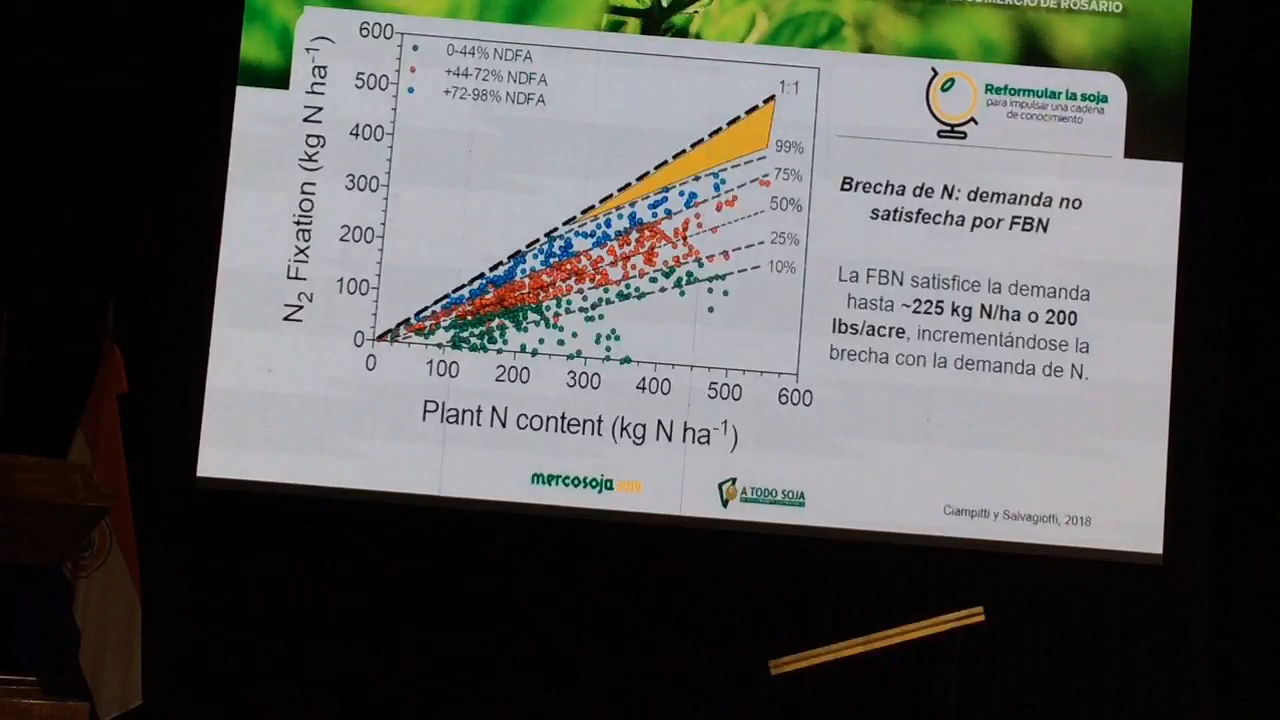 COMERCIO DE ROSARIO
Reformular la soja
para impulsar una cadena
de conocimiento
600
500
400
300
200
100
0
N2 Fixation (kg N ha-1)
0-44% NDFA
+44-72% NDFA
+72-98% NDFA
1:1
99%
75%
50%
25%
10%
0
100
200
300
400
500
600
Plant N content (kg N ha-1)
Brecha de N: demanda no
satisfecha por FBN
La FBN satisfice la demanda
hasta ~225 kg N/ha o 200
lbs/acre, incrementándose la
brecha con la demanda de N.
mercosoja 2019
A TODO SOJA
Ciampitti y Salvagiotti, 2018